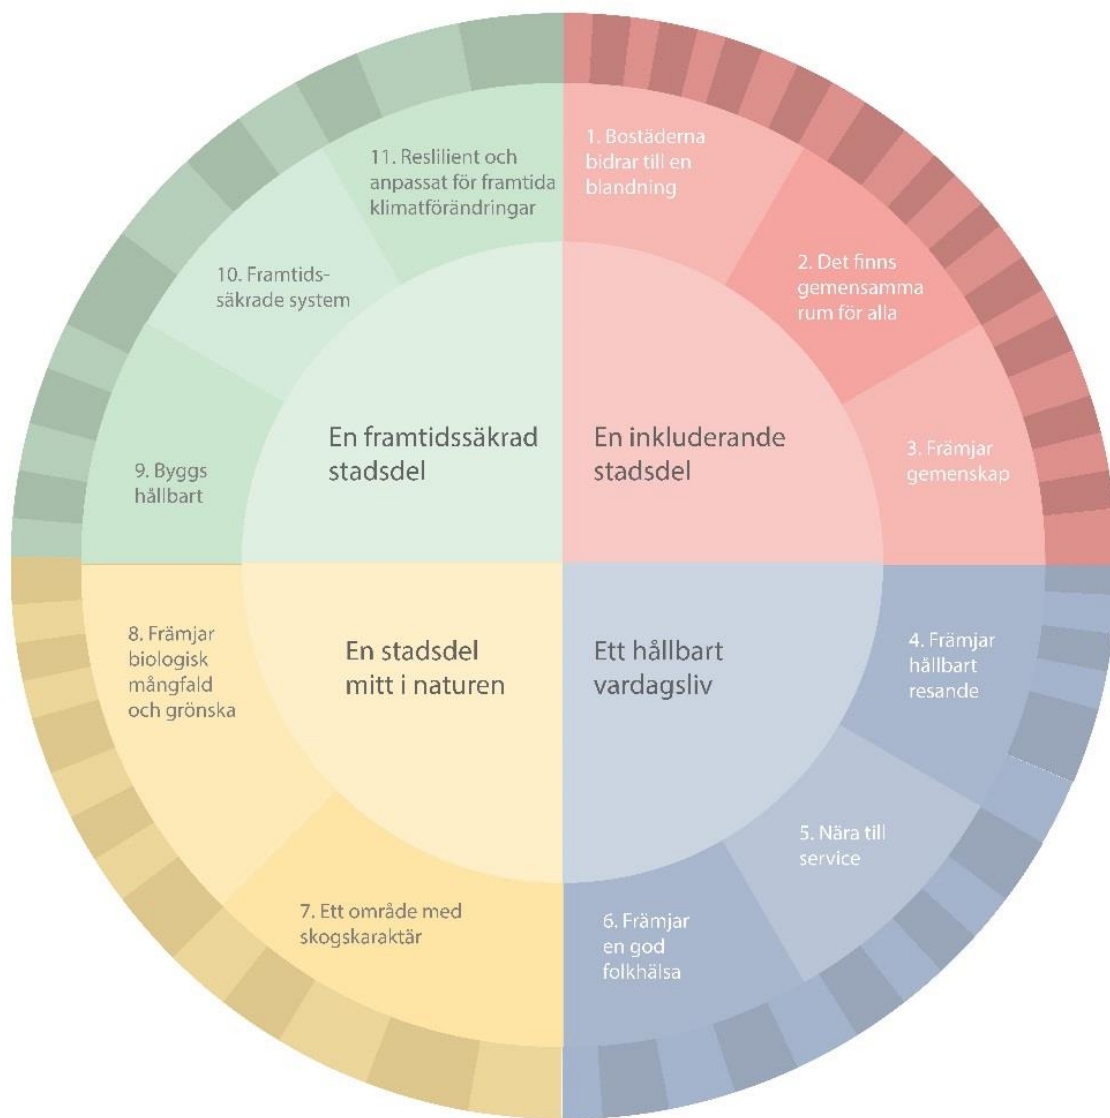 1. Bostäderna
bidrar till en
blandning
2. Det finns
gemensamma
rum för alla
3. Främjar
gemenskap
4. Främjar
hållbart
resande
5. Nära till
service
6. Främjar
en god
folkhälsa
7. Ett område med
skogskaraktär
8. Främjar
biologisk
mångfald
och grönska
9. Byggs
hållbart
10. Framtids-
säkrade system
11. Reslilient och
anpassat för framtida
klimatförändringar
En framtidssäkrad
stadsdel
En inkluderande
stadsdel
En stadsdel
mitt i naturen
Ett hållbart
vardagsliv